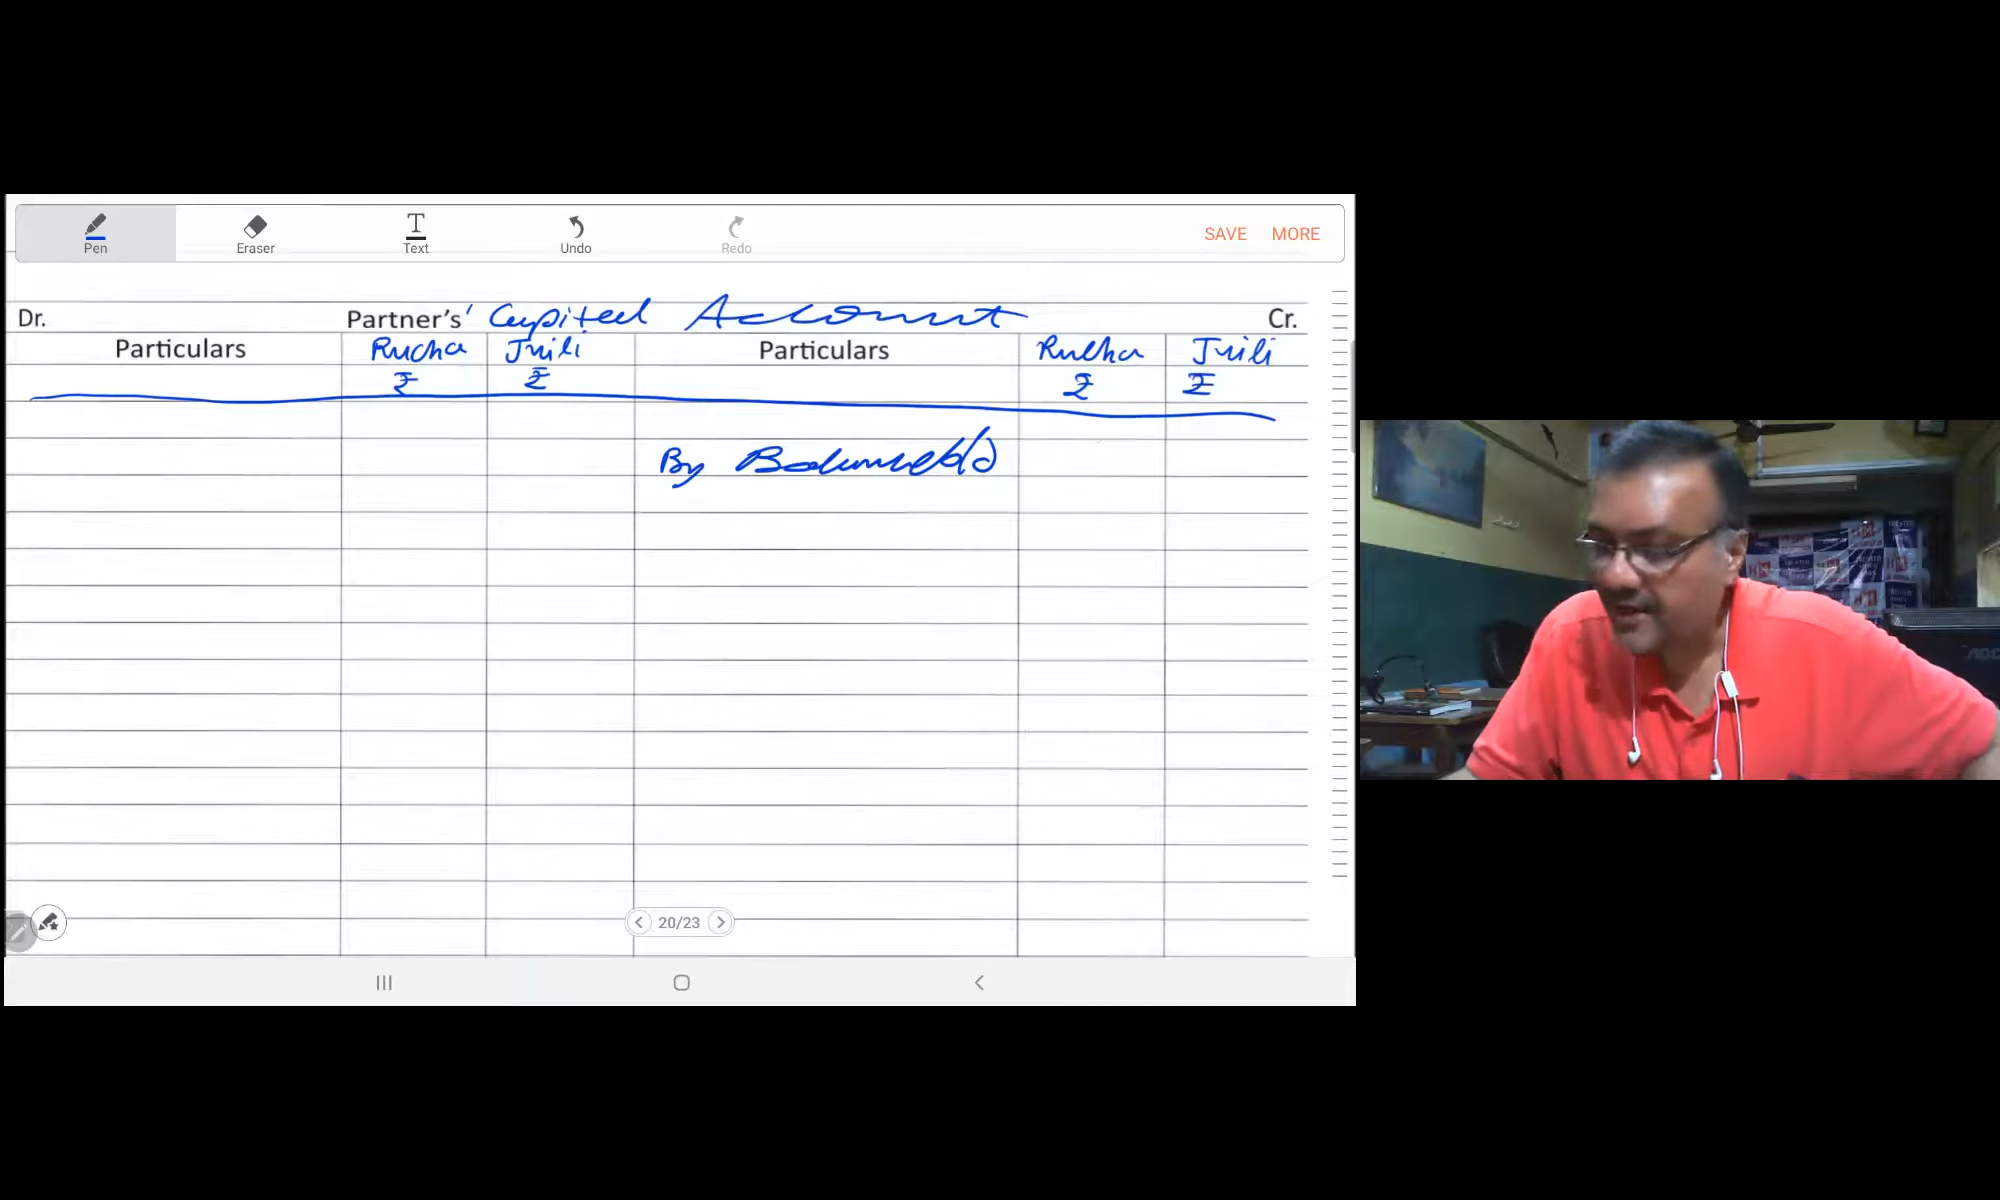 Pen Eraser Text Undo Redo SAVE MORE
Dr. Partner's' Capital Account Cr.
Particulars Rucha Juili Particulars Rucha Juili
₹ ₹ ₹ ₹
By Balance b/d
20/23
AOC